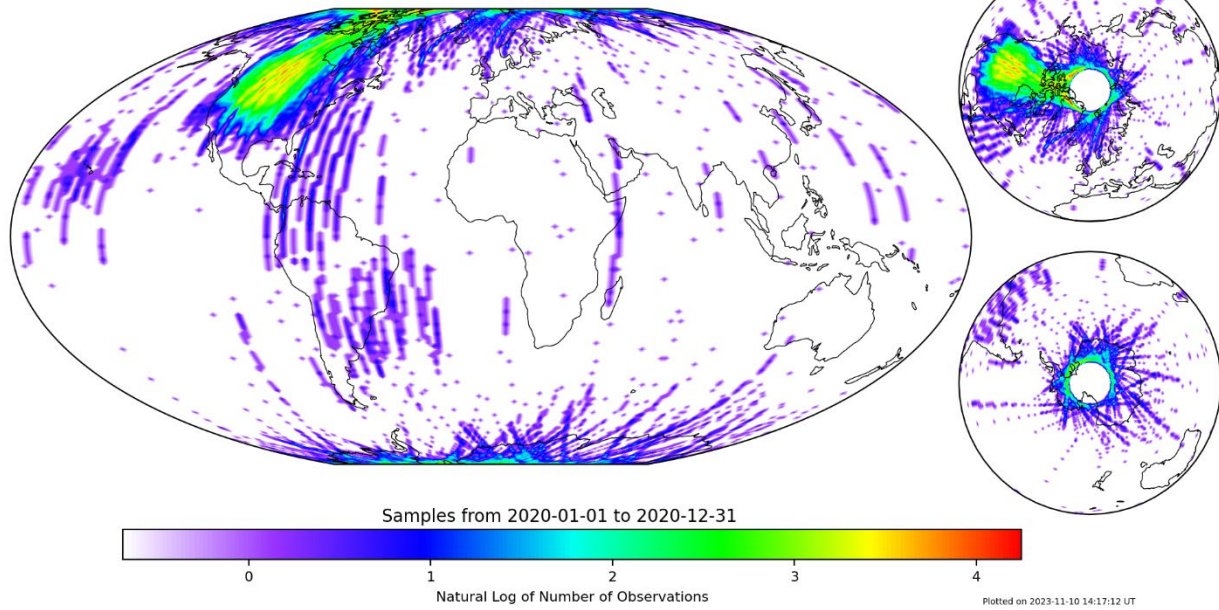 Samples from 2020-01-01 to 2020-12-31
0 1 2 3 4
Natural Log of Number of Observations
Plotted on 2023-11-10 14:17:12 UT